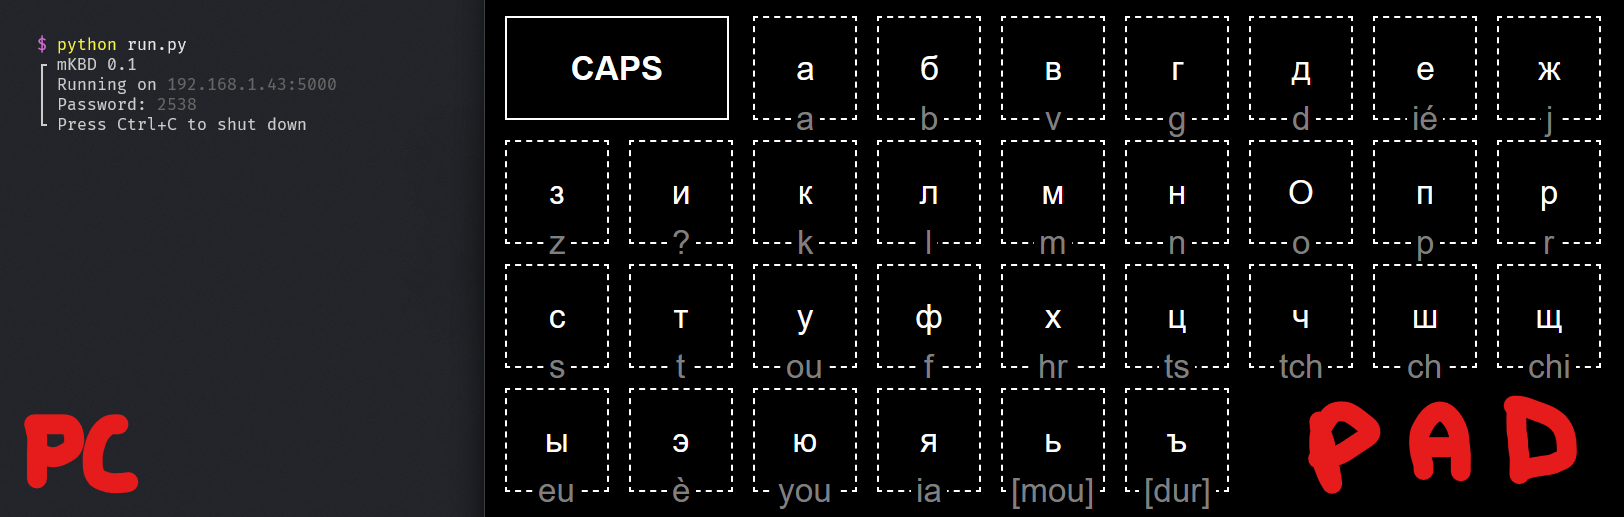 $ python run.py
mKBD 0.1
Running on 192.168.1.43:5000
Password: 2538
Press Ctrl+C to shut down
PC
CAPS а б в г д е ж
a b v g d ié j
з и к л м н О п р
z ? k l m n o p r
с т у ф х ц ч ш щ
s t ou f hr ts tch ch chi
ы э ю я ь ъ
eu è you ia [mou] [dur]
PAD